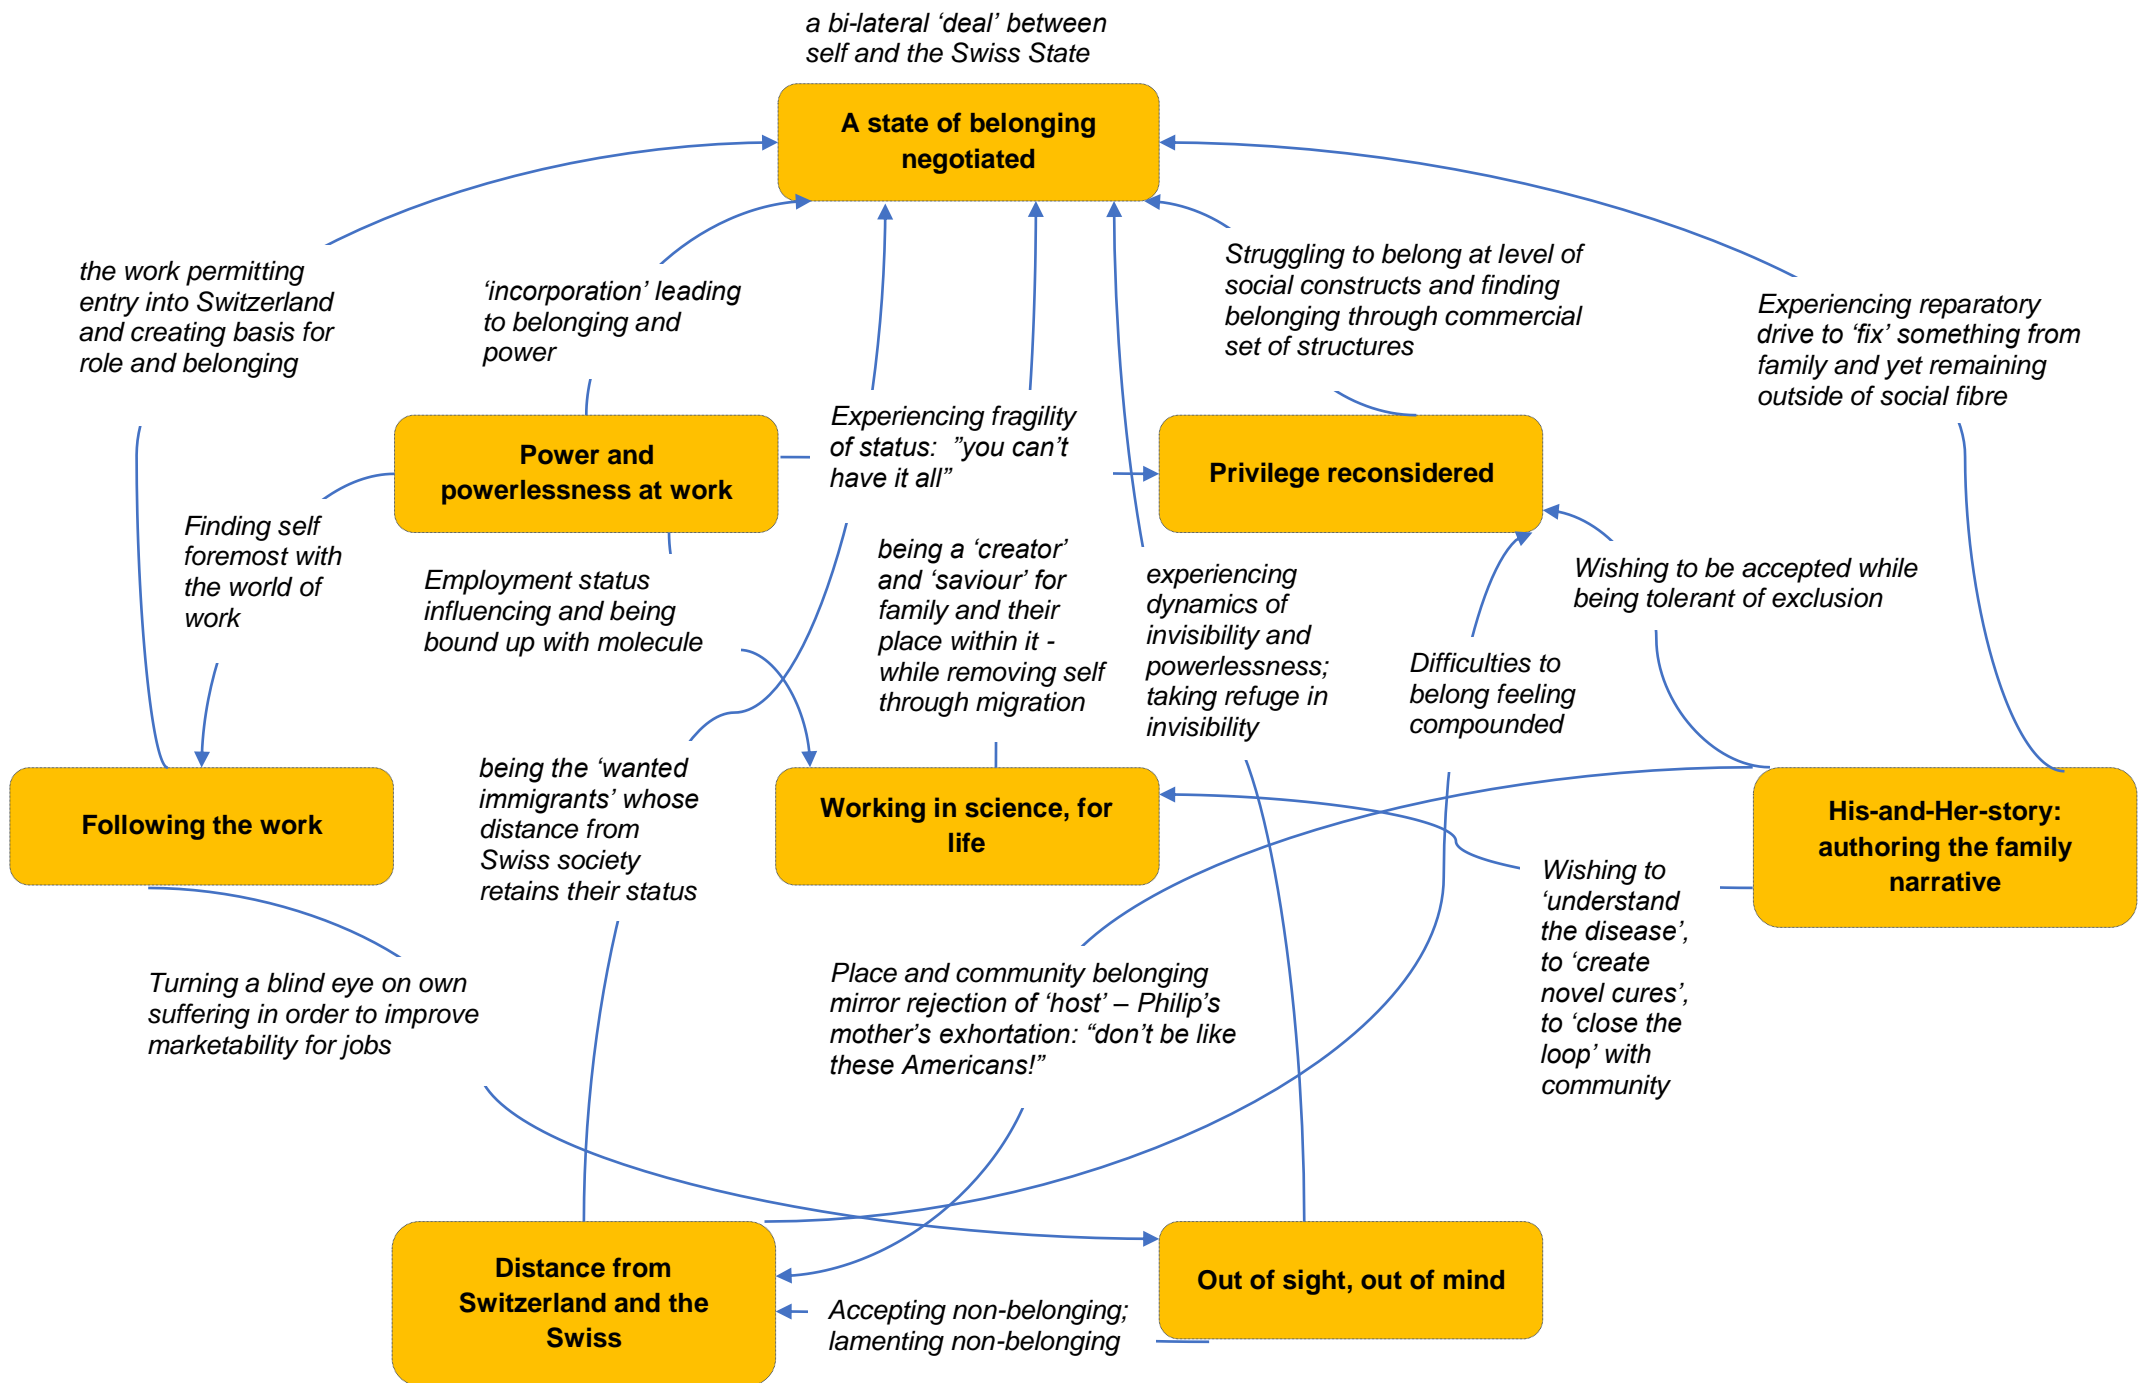 a bi-lateral ‘deal’ between
self and the Swiss State
A state of belonging
negotiated
the work permitting
entry into Switzerland
and creating basis for
role and belonging
‘incorporation’ leading
to belonging and
power
Struggling to belong at level of
social constructs and finding
belonging through commercial
set of structures
Experiencing reparatory
drive to ‘fix’ something from
family and yet remaining
outside of social fibre
Power and
powerlessness at work
Experiencing fragility
of status:  ”you can’t
have it all”
Privilege reconsidered
Finding self
foremost with
the world of
work
Employment status
influencing and being
bound up with molecule
being a ‘creator’
and ‘saviour’ for
family and their
place within it -
while removing self
through migration
experiencing
dynamics of
invisibility and
powerlessness;
taking refuge in
invisibility
Wishing to be accepted while
being tolerant of exclusion
Difficulties to
belong feeling
compounded
Following the work
being the ‘wanted
immigrants’ whose
distance from
Swiss society
retains their status
Working in science, for
life
His-and-Her-story:
authoring the family
narrative
Wishing to
‘understand
the disease’,
to ‘create
novel cures’,
to ‘close the
loop’ with
community
Turning a blind eye on own
suffering in order to improve
marketability for jobs
Place and community belonging
mirror rejection of ‘host’ – Philip’s
mother’s exhortation: “don’t be like
these Americans!”
Distance from
Switzerland and the
Swiss
Accepting non-belonging;
lamenting non-belonging
Out of sight, out of mind